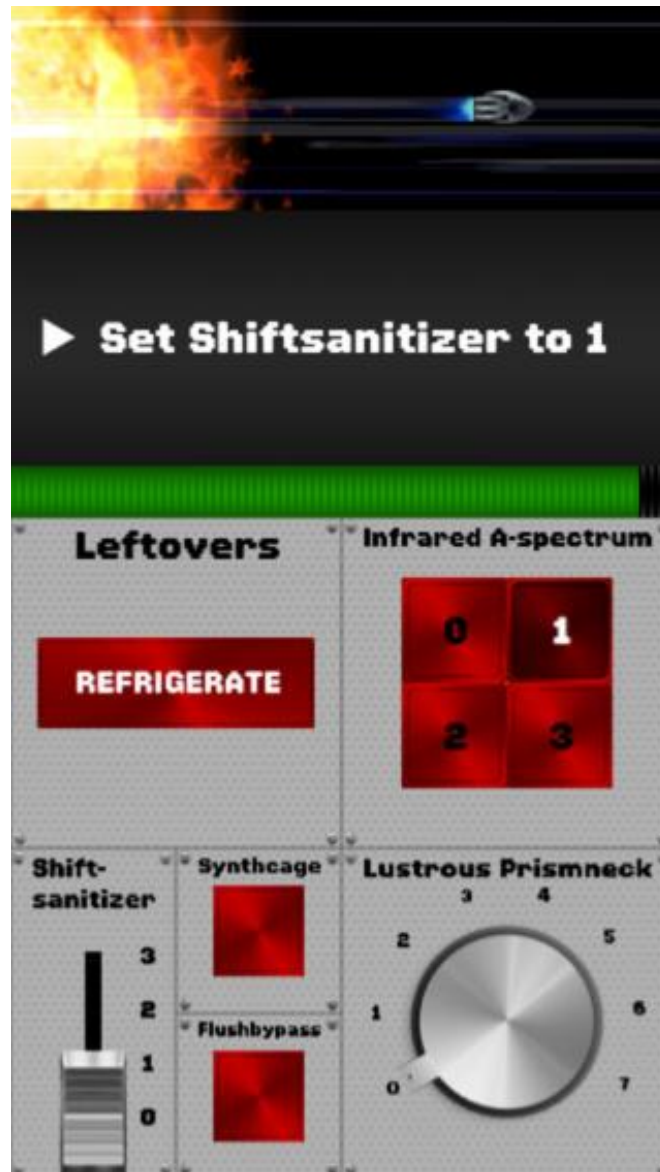 ▶ Set Shiftsanitizer to 1
Leftovers
REFRIGERATE
Infrared A-spectrum
0 1
2 3
Shift-
sanitizer
3
2
1
0
Synthcage
Flushbypass
Lustrous Prismneck
0
1
2
3
4
5
6
7